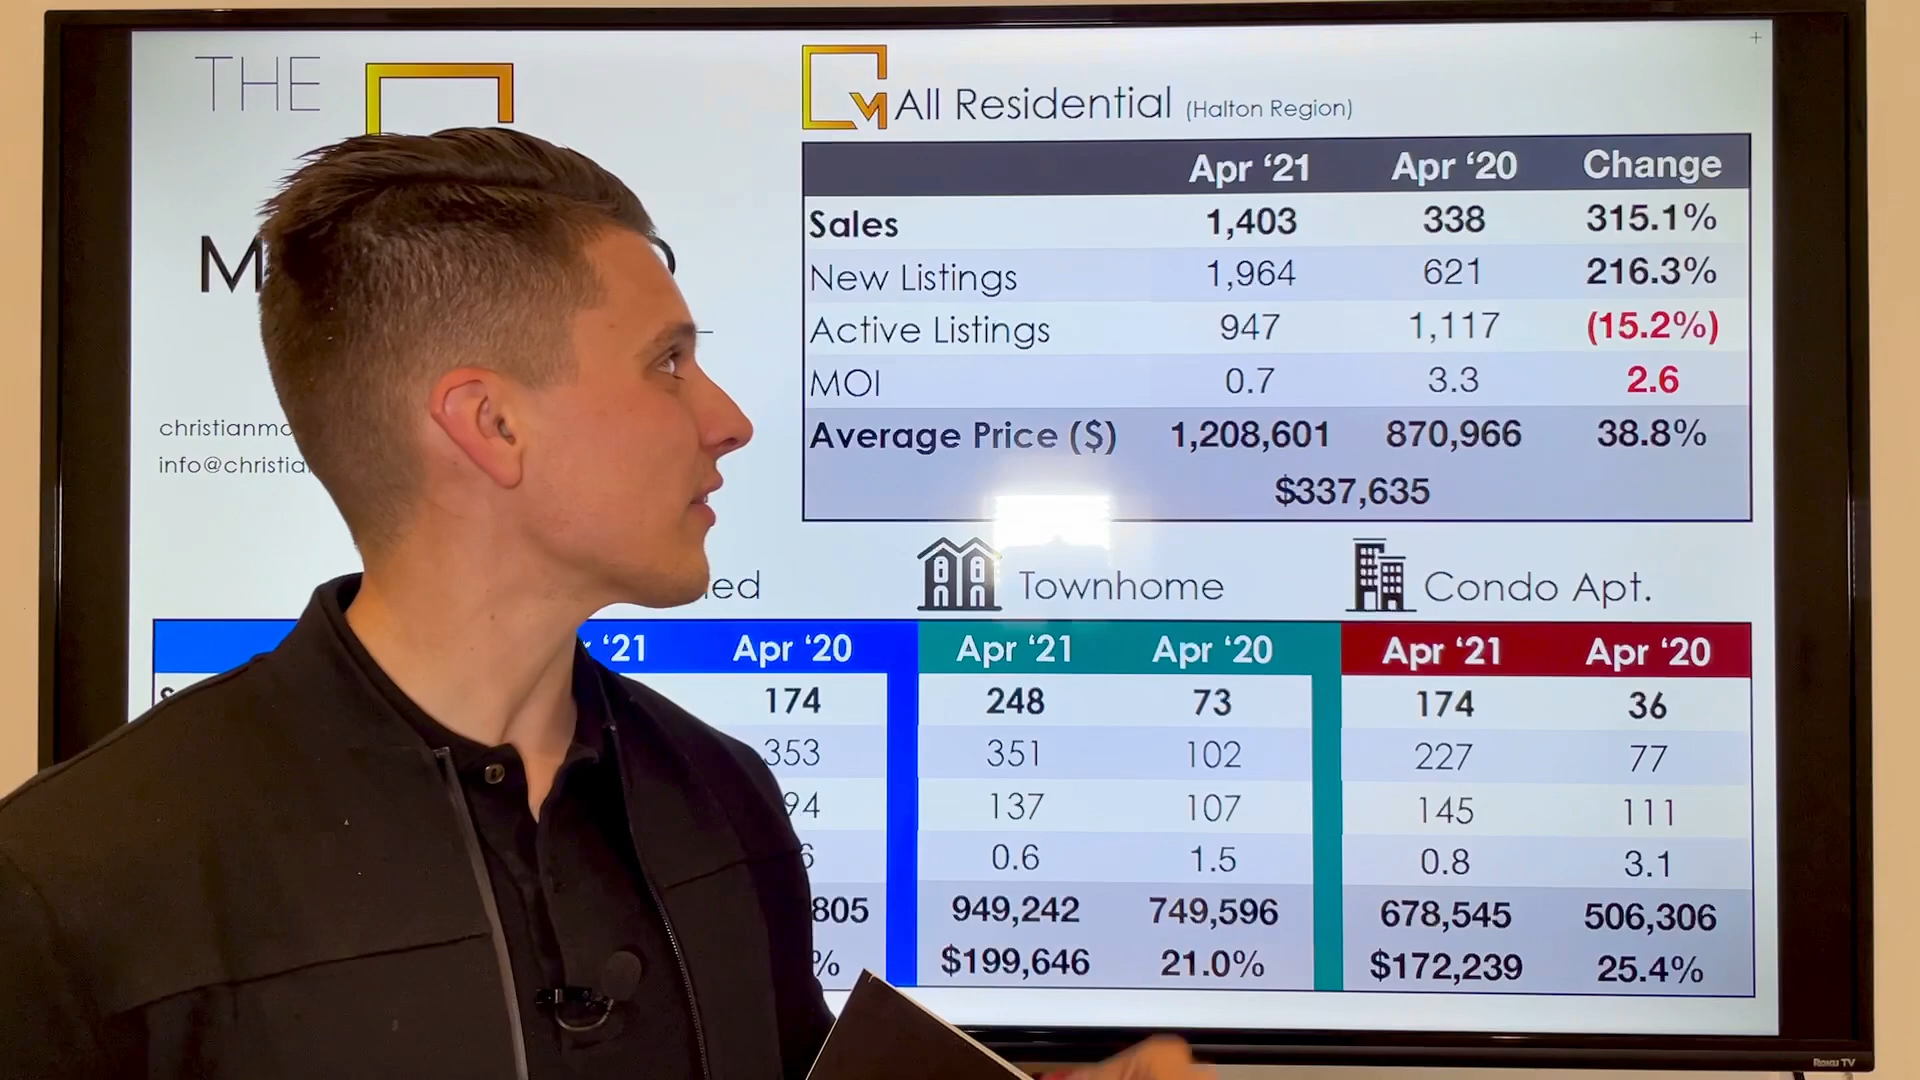 THE
All Residential (Halton Region)
Apr ‘21 Apr ‘20 Change
Sales 1,403 338 315.1%
New Listings 1,964 621 216.3%
Active Listings 947 1,117 (15.2%)
MOI 0.7 3.3 2.6
Average Price ($) 1,208,601 870,966 38.8%
$337,635
Townhome Condo Apt.
‘21 Apr ‘20 Apr ‘21 Apr ‘20 Apr ‘21 Apr ‘20
174 248 73 174 36
353 351 102 227 77
94 137 107 145 111
0.6 1.5 0.8 3.1
805 949,242 749,596 678,545 506,306
% $199,646 21.0% $172,239 25.4%
Roku TV